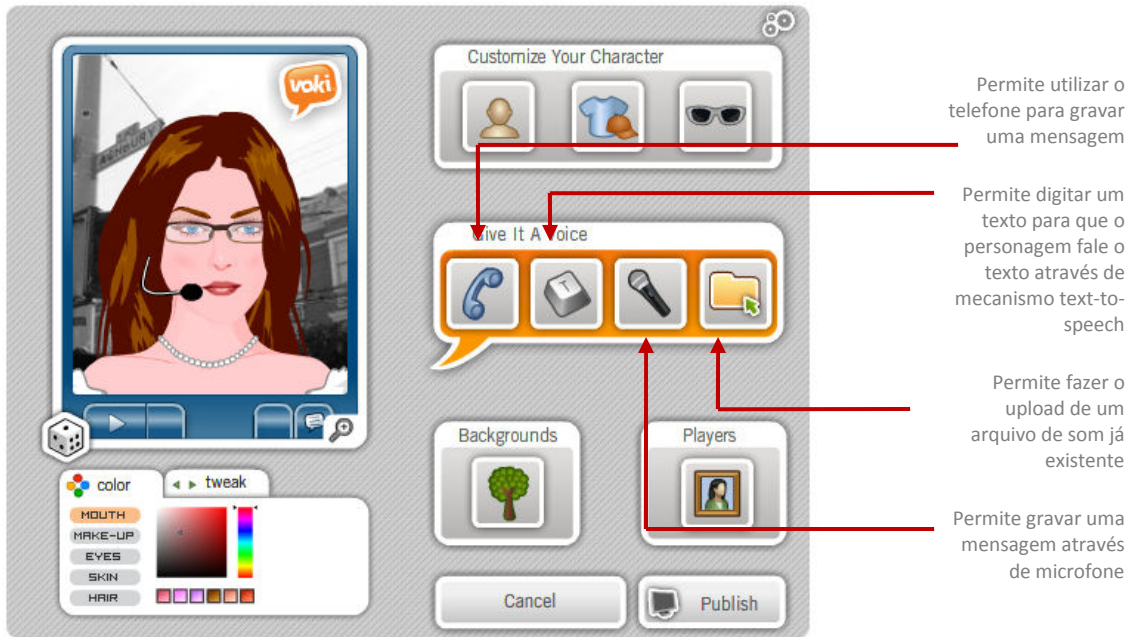 voki
ASHBURY
Customize Your Character
Give It A Voice
T
Backgrounds
Players
color
tweak
MOUTH
MAKE-UP
EYES
SKIN
HAIR
Cancel
Publish
Permite utilizar o
telefone para gravar
uma mensagem
Permite digitar um
texto para que o
personagem fale o
texto através de
mecanismo text-to-
speech
Permite fazer o
upload de um
arquivo de som já
existente
Permite gravar uma
mensagem através
de microfone